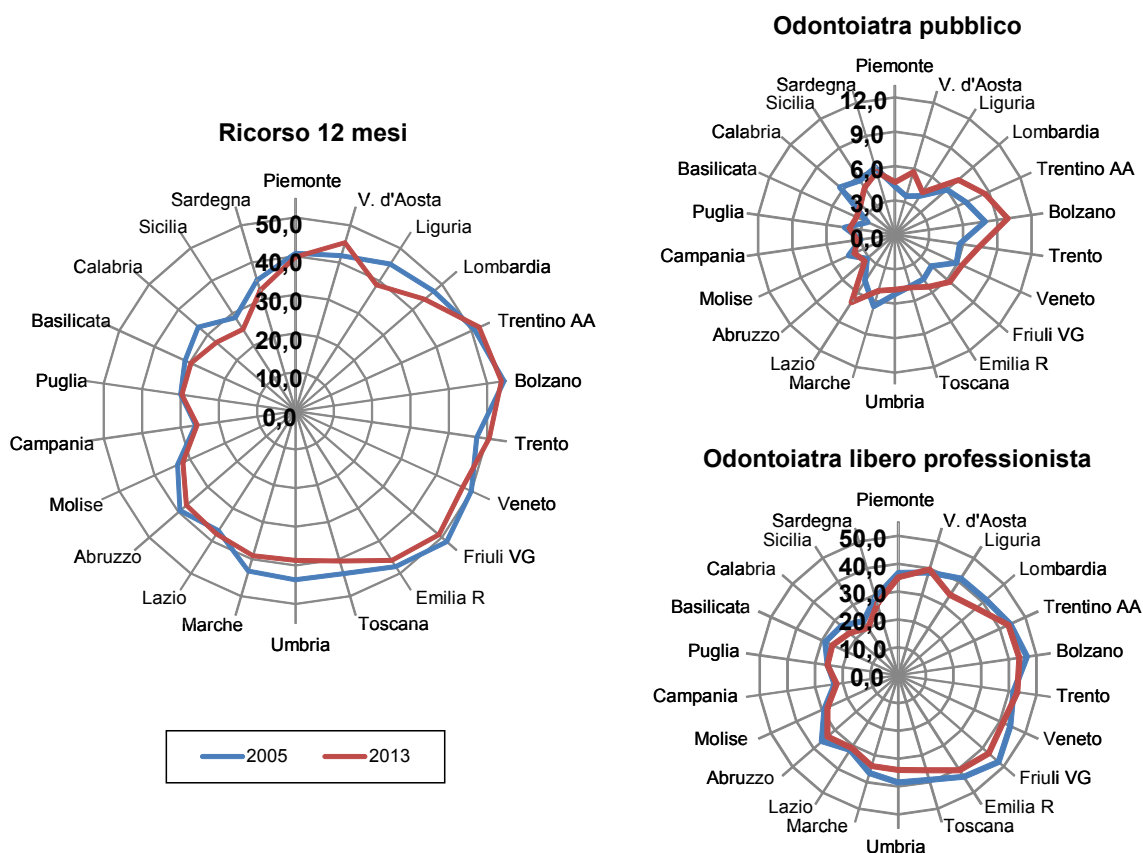 Ricorso 12 mesi
Piemonte
V. d'Aosta
Liguria
Lombardia
Trentino AA
Bolzano
Trento
Veneto
Friuli VG
Emilia R
Toscana
Umbria
Marche
Lazio
Abruzzo
Molise
Campania
Puglia
Basilicata
Calabria
Sicilia
Sardegna
50,0
40,0
30,0
20,0
10,0
0,0
2005
2013
Odontoiatra pubblico
Piemonte
V. d'Aosta
Liguria
Lombardia
Trentino AA
Bolzano
Trento
Veneto
Friuli VG
Emilia R
Toscana
Umbria
Marche
Lazio
Abruzzo
Molise
Campania
Puglia
Basilicata
Calabria
Sicilia
Sardegna
12,0
9,0
6,0
3,0
0,0
Odontoiatra libero professionista
Piemonte
V. d'Aosta
Liguria
Lombardia
Trentino AA
Bolzano
Trento
Veneto
Friuli VG
Emilia R
Toscana
Umbria
Marche
Lazio
Abruzzo
Molise
Campania
Puglia
Basilicata
Calabria
Sicilia
Sardegna
50,0
40,0
30,0
20,0
10,0
0,0